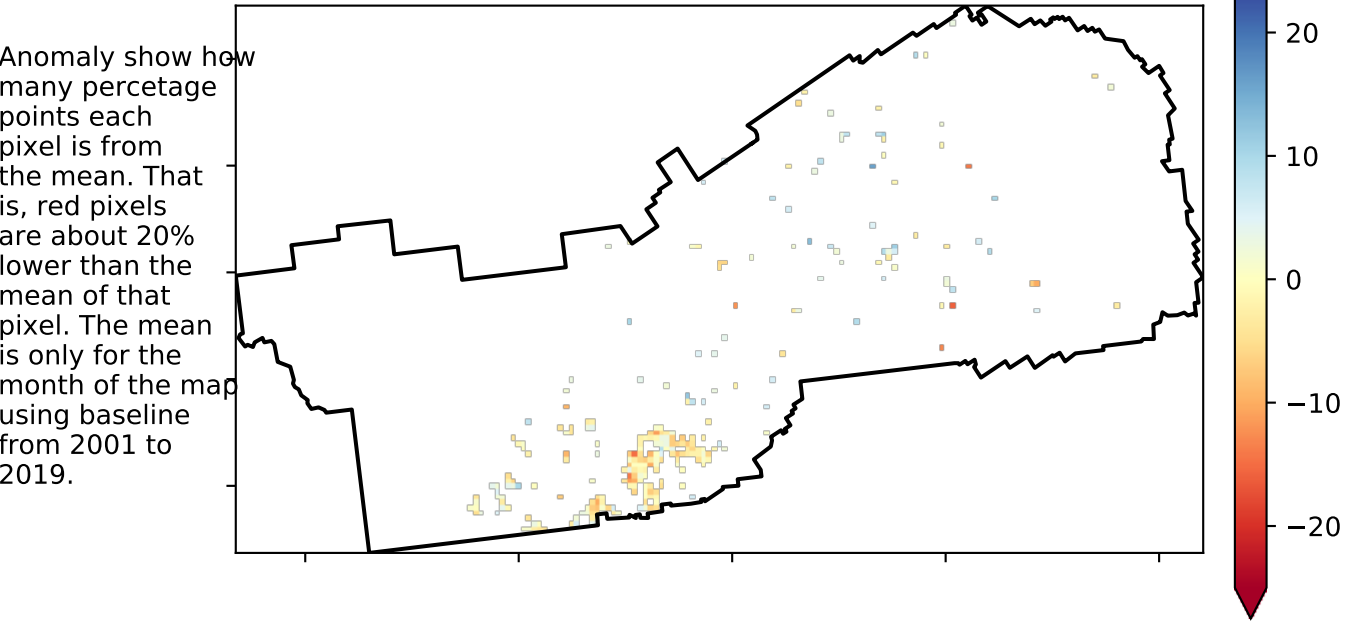 Anomaly show how
many percetage
points each
pixel is from
the mean. That
is, red pixels
are about 20%
lower than the
mean of that
pixel. The mean
is only for the
month of the map
using baseline
from 2001 to
2019.
20
10
0
−10
−20